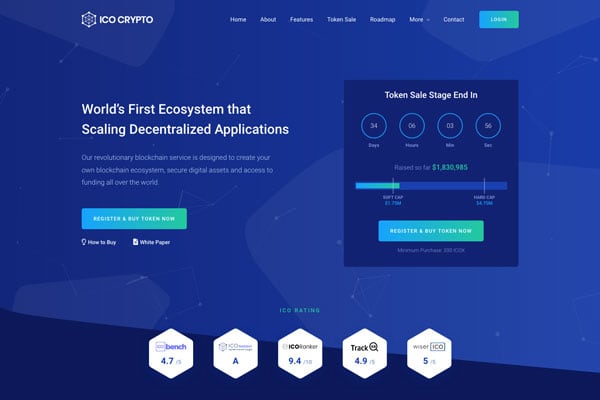 ICO CRYPTO
Home About Features Token Sale Roadmap More Contact LOGIN
World's First Ecosystem that
Scaling Decentralized Applications
Our revolutionary blockchain service is designed to create your
own blockchain ecosystem, secure digital assets and access to
funding all over the world.
REGISTER & BUY TOKEN NOW
How to Buy White Paper
Token Sale Stage End In
34 06 03 56
Days Hours Min Sec
Raised so far $1,830,985
SOFT CAP HARD CAP
$1.75M $4.75M
REGISTER & BUY TOKEN NOW
Minimum Purchase: 200 ICOX
ICO RATING
ICO bench
4.7 /5
A
ICORanker
9.4 /10
Track ICO
4.9 /5
wiser ICO
5 /5